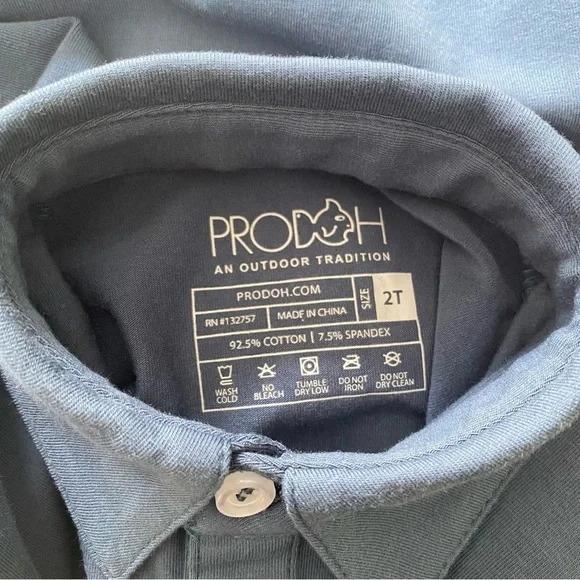 PRODOH
AN OUTDOOR TRADITION
PRODOH.COM
RN #132757 MADE IN CHINA
SIZE 2T
92.5% COTTON 7.5% SPANDEX
WASH COLD
NO BLEACH
TUMBLE DRY LOW
DO NOT IRON
DO NOT DRY CLEAN